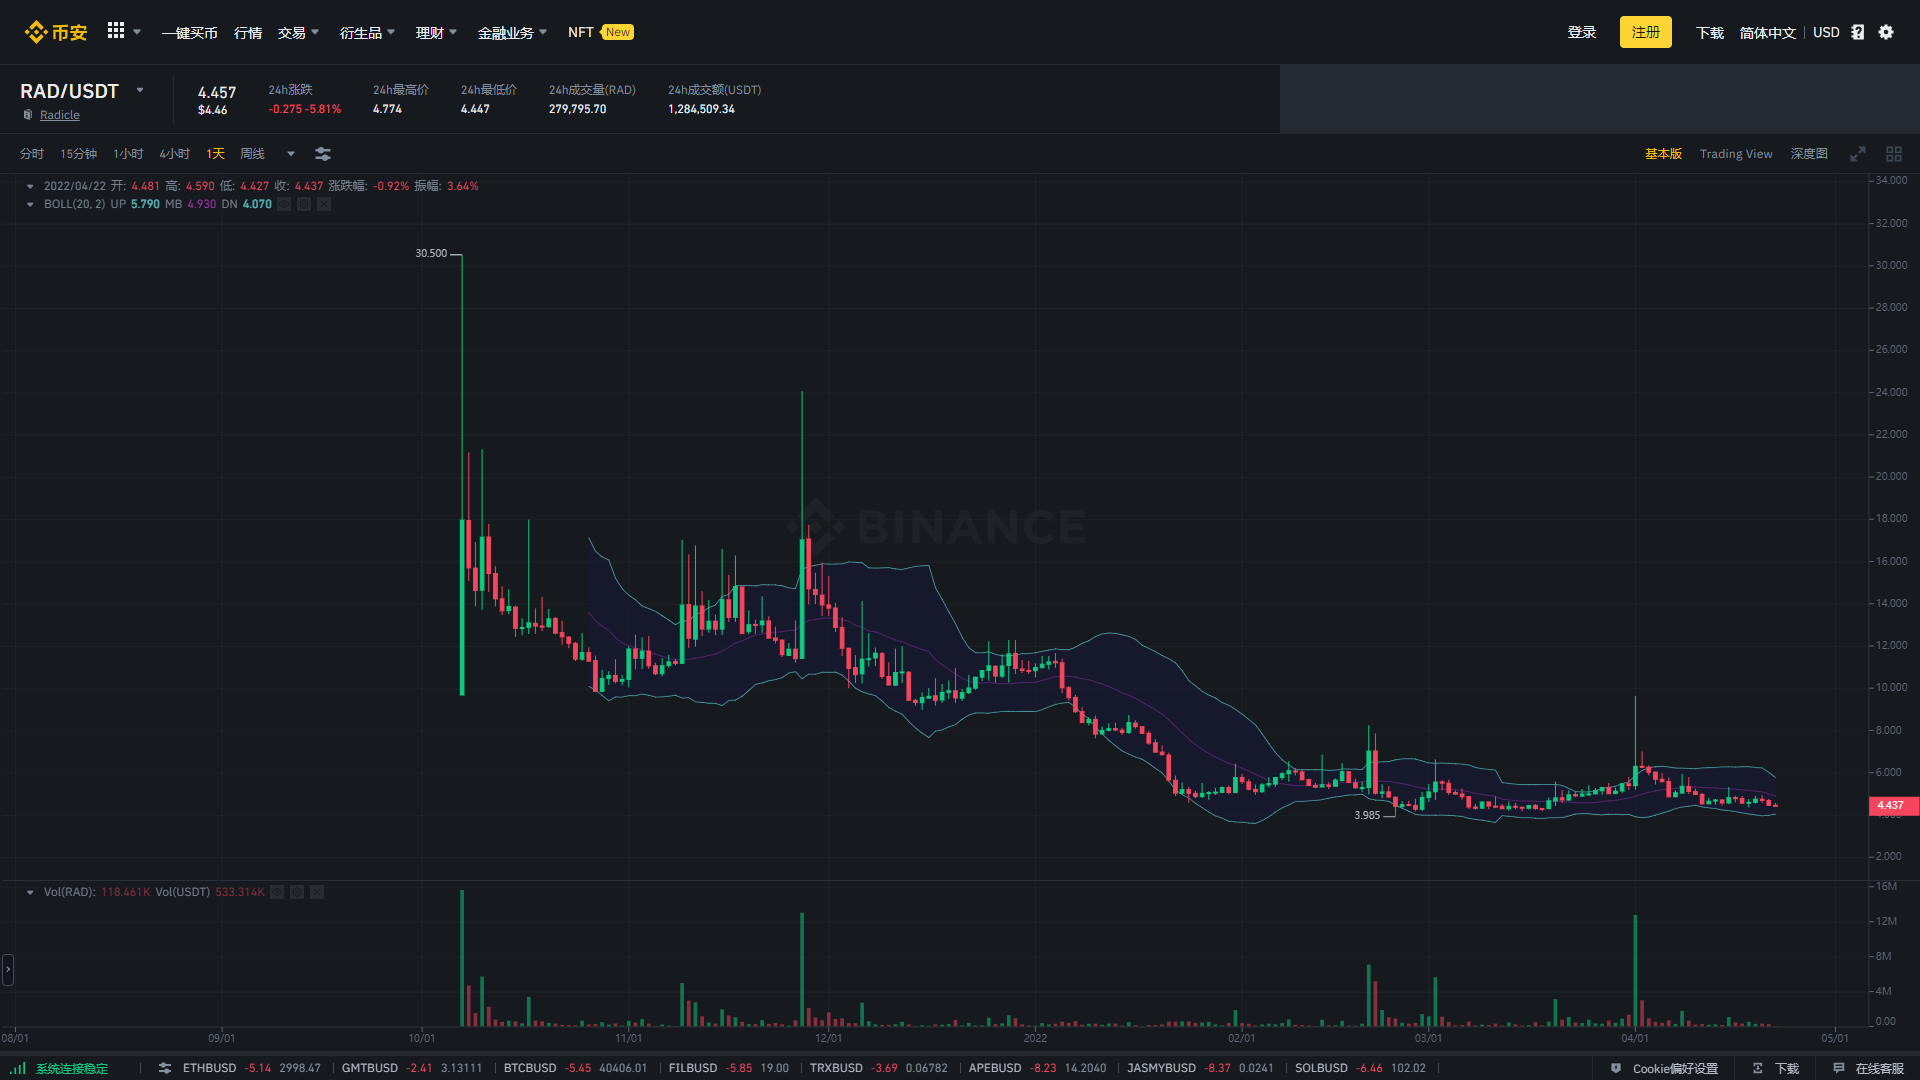 币安 一键买币 行情 交易 衍生品 理财 金融业务 NFT New 登录 注册 下载 简体中文 USD
RAD/USDT
Radicle
4.457
$4.46
24h涨跌
-0.275 -5.81%
24h最高价
4.774
24h最低价
4.447
24h成交量(RAD)
279,795.70
24h成交额(USDT)
1,284,509.34
分时 15分钟 1小时 4小时 1天 周线 基本版 Trading View 深度图
2022/04/22 开: 4.481 高: 4.590 低: 4.427 收: 4.437 涨跌幅: -0.92% 振幅: 3.64%
BOLL(20, 2) UP 5.790 MB 4.930 DN 4.070
34.000
32.000
30.500
30.000
28.000
26.000
24.000
22.000
20.000
18.000
BINANCE
16.000
14.000
12.000
10.000
8.000
6.000
4.437
3.985
2.000
Vol(RAD): 118.461K Vol(USDT) 533.314K
16M
12M
8M
4M
0.00
08/01 09/01 10/01 11/01 12/01 2022 02/01 03/01 04/01 05/01
系统连接稳定 ETHBUSD -5.14 2998.47 GMTBUSD -2.41 3.13111 BTCBUSD -5.45 40406.01 FILBUSD -5.85 19.00 TRXBUSD -3.69 0.06782 APEBUSD -8.23 14.2040 JASMYBUSD -8.37 0.0241 SOLBUSD -6.46 102.02 Cookie偏好设置 下载 在线客服